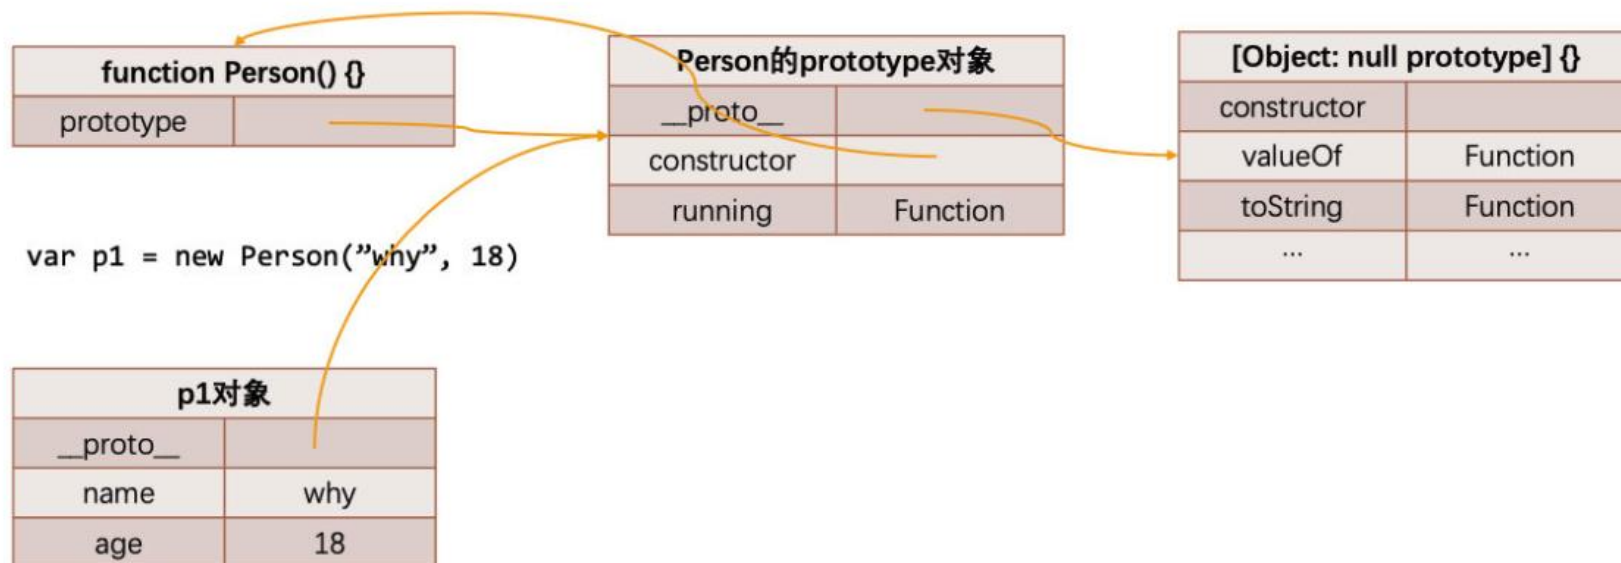 function Person() {}
prototype
Person的prototype对象
__proto__
constructor
running Function
[Object: null prototype] {}
constructor
valueOf Function
toString Function
... ...
var p1 = new Person(”why”, 18)
p1对象
__proto__
name why
age 18